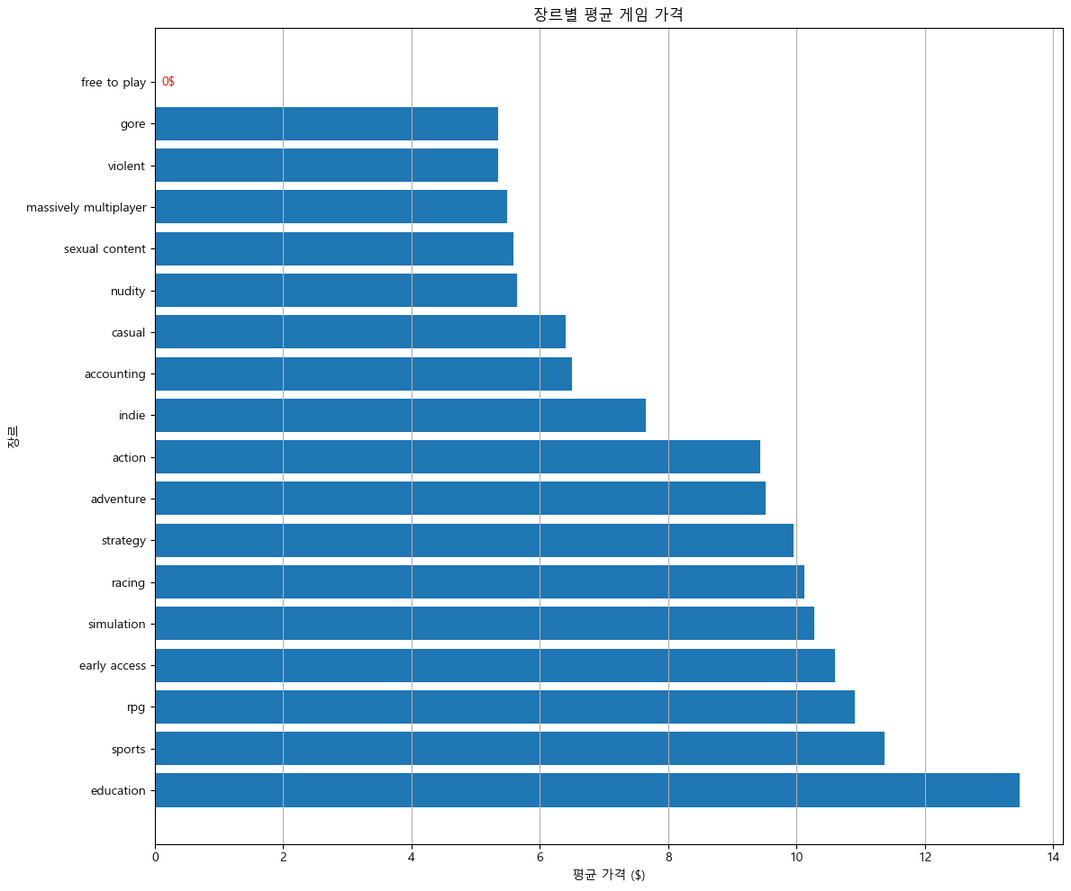 장르별 평균 게임 가격
free to play 0$
gore
violent
massively multiplayer
sexual content
nudity
casual
accounting
indie
action
adventure
strategy
racing
simulation
early access
rpg
sports
education
장르
0 2 4 6 8 10 12 14
평균 가격 ($)